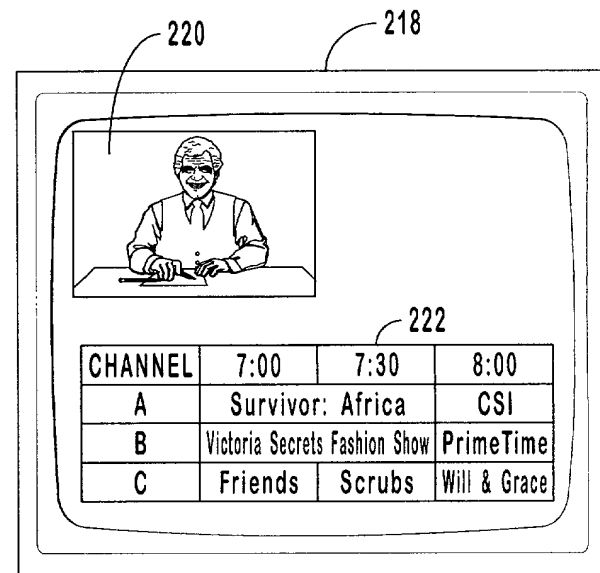 220
218
222
CHANNEL 7:00 7:30 8:00
A Survivor: Africa CSI
B Victoria Secrets Fashion Show PrimeTime
C Friends Scrubs Will & Grace